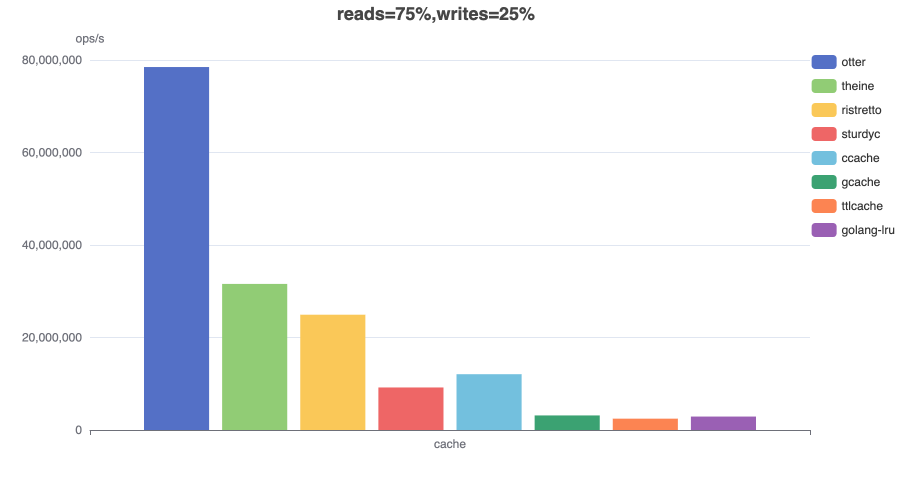 reads=75%,writes=25%
ops/s
80,000,000
60,000,000
40,000,000
20,000,000
0
cache
otter
theine
ristretto
sturdyc
ccache
gcache
ttlcache
golang-lru